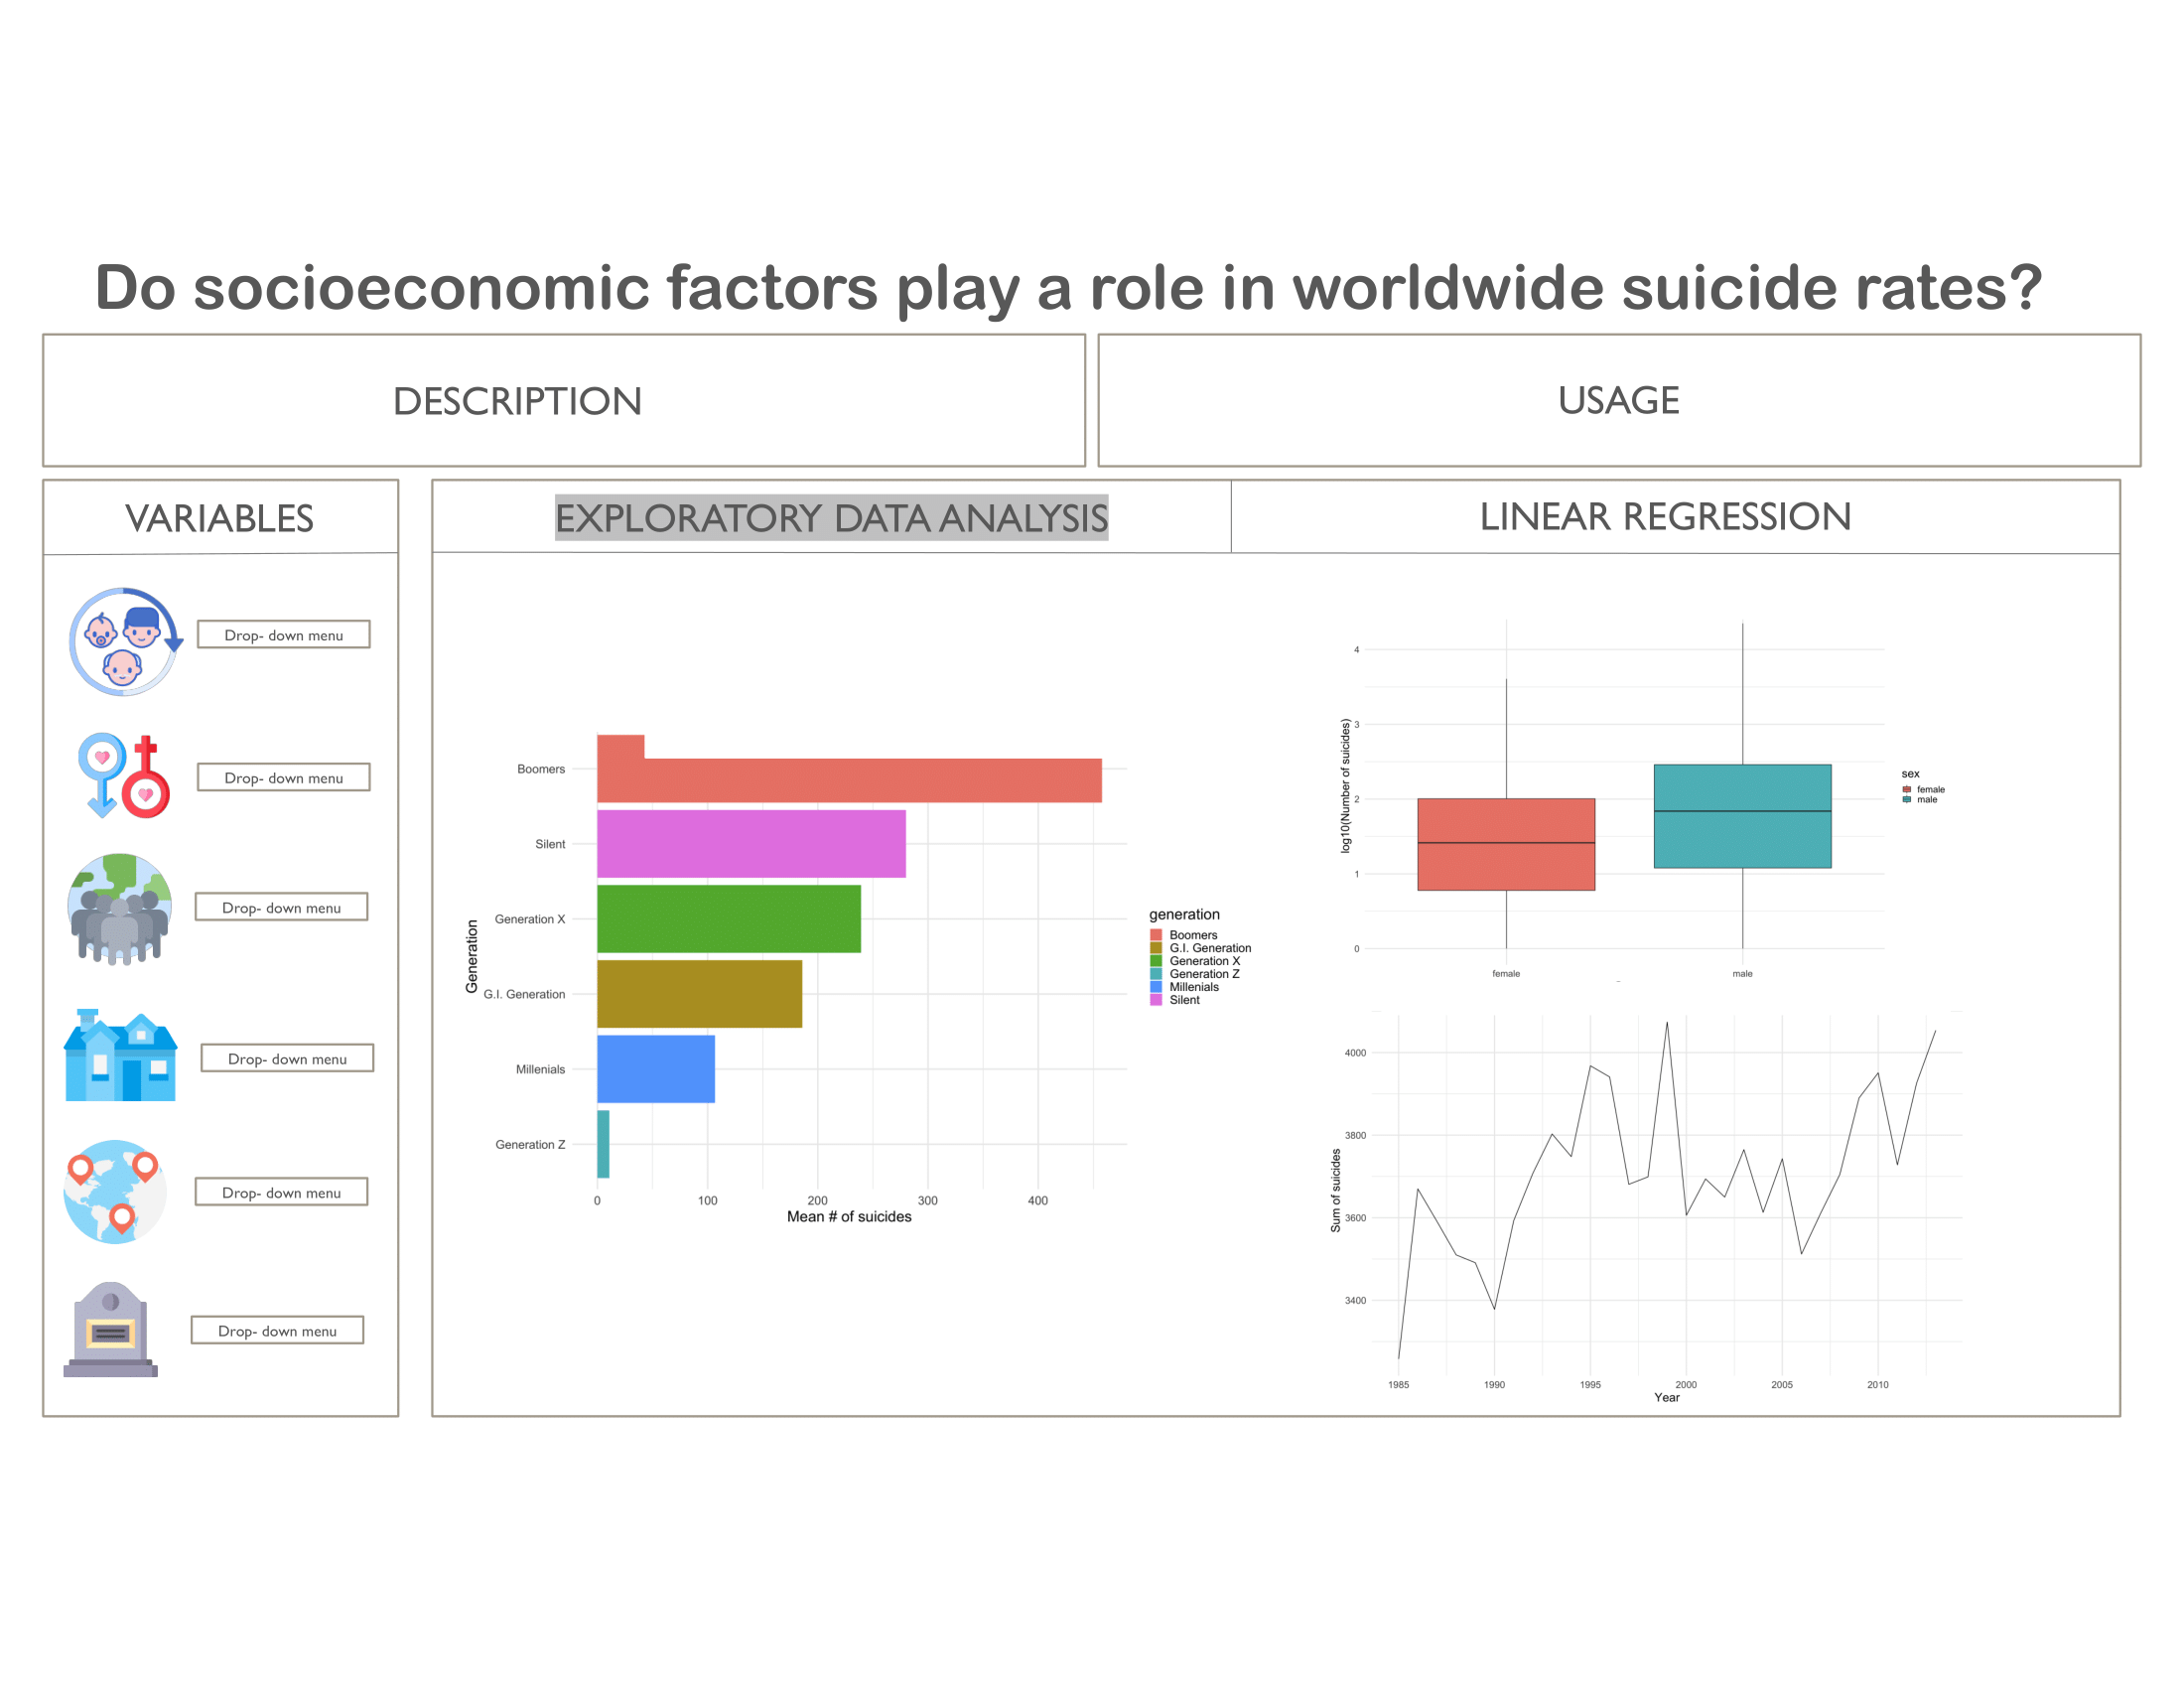 Do socioeconomic factors play a role in worldwide suicide rates?
DESCRIPTION
USAGE
VARIABLES
Drop- down menu
Drop- down menu
Drop- down menu
Drop- down menu
Drop- down menu
Drop- down menu
EXPLORATORY DATA ANALYSIS
LINEAR REGRESSION
Generation
Boomers
Silent
Generation X
G.I. Generation
Millenials
Generation Z
0 100 200 300 400
Mean # of suicides
generation
Boomers
G.I. Generation
Generation X
Generation Z
Millenials
Silent
log10(Number of suicides)
4
3
2
1
0
female male
sex
female
male
Sum of suicides
4000
3800
3600
3400
1985 1990 1995 2000 2005 2010
Year